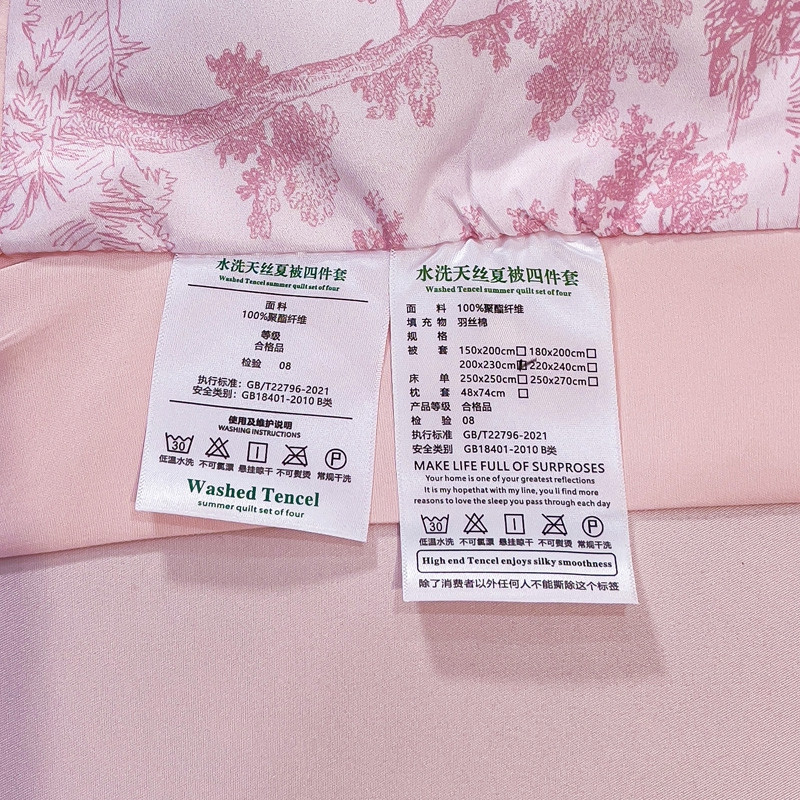 水洗天丝夏被四件套
Washed Tencel summer quilt set of four
面料
100%聚酯纤维
等级
合格品
检验 08
执行标准: GB/T22796-2021
安全类别: GB18401-2010 B类
使用及维护说明
WASHING INSTRUCTIONS
30 P
低温水洗 不可氯漂 悬挂晾干 不可熨烫 常规干洗
Washed Tencel
summer quilt set of four
水洗天丝夏被四件套
Washed Tencel summer quilt set of four
面 料 100%聚酯纤维
填充物 羽丝棉
规 格
被 套 150x200cm□ 180x200cm□
200x230cm☑ 220x240cm□
床 单 250x250cm□ 250x270cm□
枕 套 48x74cm □
产品等级 合格品
检 验 08
执行标准 GB/T22796-2021
安全类别 GB18401-2010 B类
MAKE LIFE FULL OF SURPROSES
Your home is one of your greatest reflections
It is my hopethat with my line, you li find more
reasons to love the sleep you pass through each day
30 P
低温水洗 不可氯漂 悬挂晾干 不可熨烫 常规干洗
High end Tencel enjoys silky smoothness
除了消费者以外任何人不能撕除这个标签